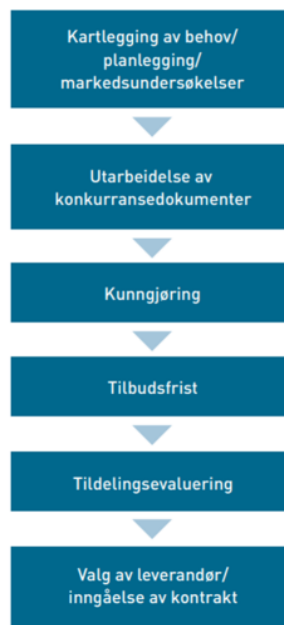 Kartlegging av behov/
planlegging/
markedsundersøkelser
Utarbeidelse av
konkurransedokumenter
Kunngjøring
Tilbudsfrist
Tildelingsevaluering
Valg av leverandør/
inngåelse av kontrakt